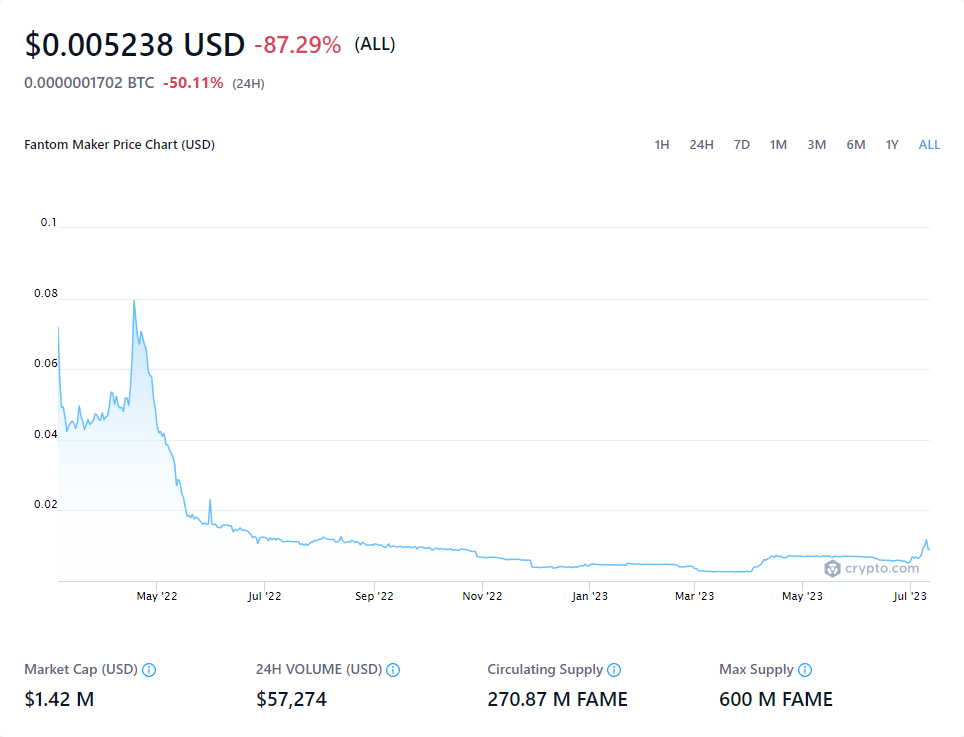 $0.005238 USD -87.29% (ALL)
0.0000001702 BTC -50.11% (24H)
Fantom Maker Price Chart (USD) 1H 24H 7D 1M 3M 6M 1Y ALL
0.1
0.08
0.06
0.04
0.02
crypto.com
May '22 Jul '22 Sep '22 Nov '22 Jan '23 Mar '23 May '23 Jul '23
Market Cap (USD) 24H VOLUME (USD) Circulating Supply Max Supply
$1.42 M $57,274 270.87 M FAME 600 M FAME